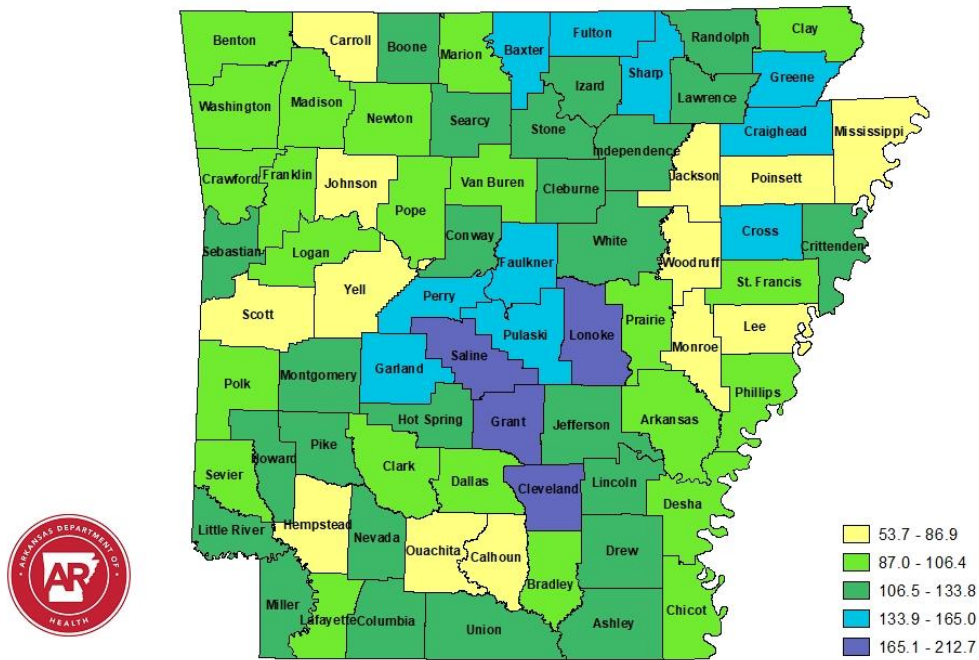 Benton
Carroll
Boone
Marion
Baxter
Fulton
Sharp
Randolph
Clay
Greene
Izard
Lawrence
Washington
Madison
Newton
Searcy
Stone
Independence
Jackson
Craighead
Mississippi
Poinsett
Crawford
Franklin
Johnson
Pope
Van Buren
Cleburne
White
Woodruff
Cross
Crittenden
Sebastian
Logan
Conway
Faulkner
St. Francis
Scott
Yell
Perry
Pulaski
Lonoke
Prairie
Monroe
Lee
Saline
Garland
Montgomery
Polk
Hot Spring
Grant
Jefferson
Arkansas
Phillips
Sevier
Howard
Pike
Clark
Dallas
Cleveland
Lincoln
Desha
Little River
Hempstead
Nevada
Ouachita
Calhoun
Bradley
Drew
Chicot
Miller
Lafayette
Columbia
Union
Ashley
ARKANSAS DEPARTMENT OF
AR
HEALTH
53.7 - 86.9
87.0 - 106.4
106.5 - 133.8
133.9 - 165.0
165.1 - 212.7